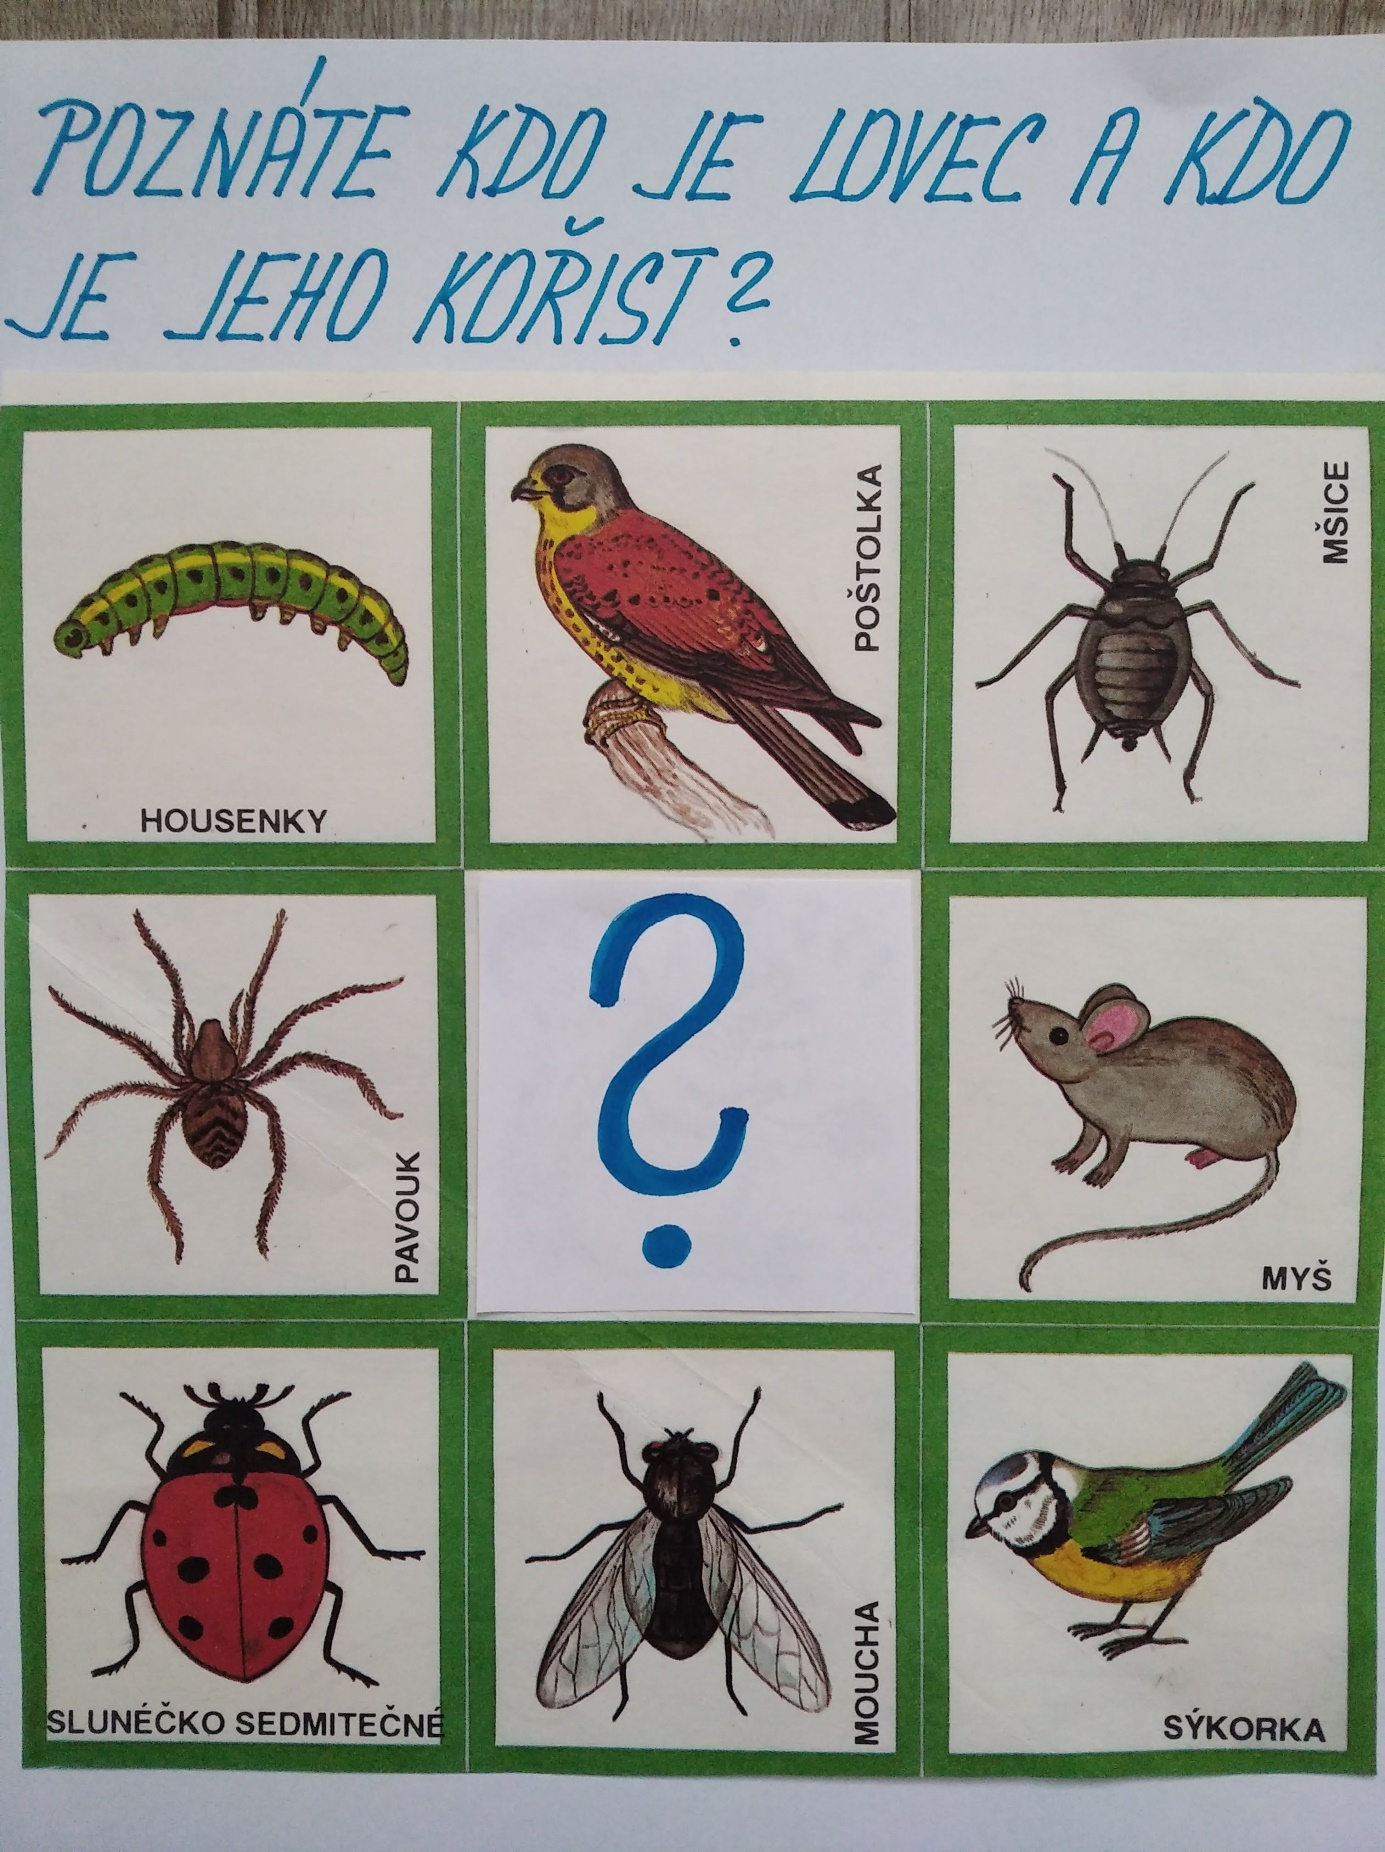 POZNÁTE KDO JE LOVEC A KDO
JE JEHO KOŘIST?
HOUSENKY
POŠTOLKA
MŠICE
PAVOUK
?
MYŠ
SLUNÉČKO SEDMITEČNÉ
MOUCHA
SÝKORKA